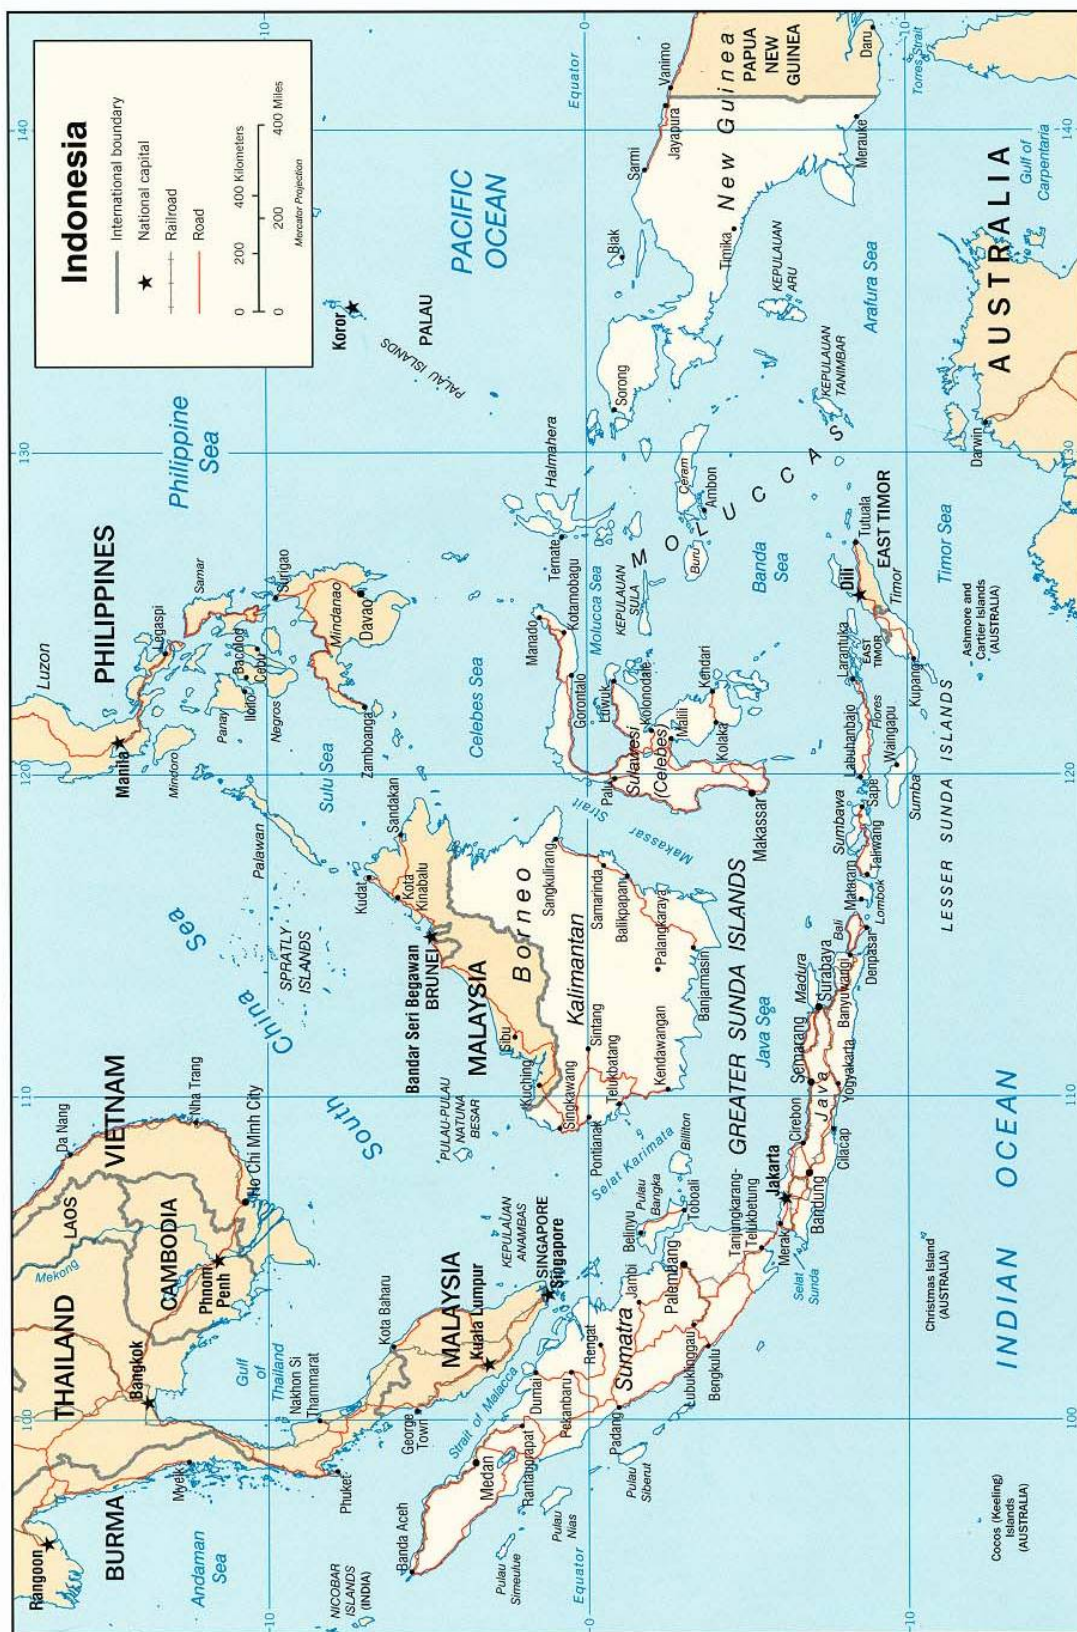 Indonesia
International boundary
National capital
Railroad
Road
0 200 400 Kilometers
0 200 400 Miles
Mercator Projection
100
110
120
130
140
10
0
10
10
0
10
100
110
120
130
140
Rangoon
BURMA
Myeik
Andaman
Sea
NICOBAR
ISLANDS
(INDIA)
Phuket
THAILAND
Bangkok
Gulf
of
Thailand
Nakhon Si
Thammarat
LAOS
Mekong
CAMBODIA
Phnom
Penh
VIETNAM
Da Nang
Nha Trang
Ho Chi Minh City
South
China
Sea
SPRATLY
ISLANDS
Luzon
PHILIPPINES
Manila
Legaspi
Mindoro
Samar
Panay
Iloilo
Bacolod
Cebu
Negros
Surigao
Mindanao
Davao
Zamboanga
Palawan
Sulu Sea
Philippine
Sea
Koror
PALAU
PALAU ISLANDS
PACIFIC
OCEAN
Equator
Kota Baharu
George
Town
MALAYSIA
Kuala Lumpur
Strait of Malacca
KEPULAUAN
ANAMBAS
SINGAPORE
Singapore
PULAU-PULAU
NATUNA
BESAR
Kudat
Sandakan
Kota
Kinabalu
Bandar Seri Begawan
BRUNEI
MALAYSIA
Sibu
Kuching
Borneo
Kalimantan
Sangkulirang
Samarinda
Balikpapan
Palangkaraya
Banjarmasin
Singkawang
Sintang
Pontianak
Telukbatang
Kendawangan
Selat Karimata
Celebes Sea
Makassar
Strait
Manado
Kotamobagu
Gorontalo
Palu
Luwuk
Sulawesi
(Celebes)
Kolonodale
Malili
Kendari
Kolaka
Makassar
Molucca Sea
KEPULAUAN
SULA
Ternate
Halmahera
MOLUCCAS
Buru
Ceram
Ambon
Banda
Sea
Sorong
Biak
Sarmi
Jayapura
Vanimo
New Guinea
PAPUA
NEW
GUINEA
Timika
Merauke
Daru
Torres Strait
KEPULAUAN
ARU
KEPULAUAN
TANIMBAR
Arafura Sea
Banda Aceh
Medan
Rantauprapat
Dumai
Pekanbaru
Rengat
Padang
Sumatra
Jambi
Palembang
Lubuklinggau
Bengkulu
Tanjungkarang-
Telukbetung
Pulau
Simeulue
Pulau
Nias
Pulau
Siberut
Equator
Belinyu
Pulau
Bangka
Toboali
Billiton
GREATER SUNDA ISLANDS
Java Sea
Merak
Selat
Sunda
Jakarta
Bandung
Cirebon
Cilacap
Java
Semarang
Yogyakarta
Madura
Surabaya
Banyuwangi
Bali
Denpasar
Mataram
Lombok
Taliwang
Sumbawa
Sape
Labuhanbajo
Flores
Larantuka
Waingapu
Sumba
LESSER SUNDA ISLANDS
EAST
TIMOR
Kupang
Timor
Dili
EAST TIMOR
Tutuala
Timor Sea
Ashmore and
Cartier Islands
(AUSTRALIA)
Darwin
AUSTRALIA
Gulf of
Carpentaria
INDIAN OCEAN
Christmas Island
(AUSTRALIA)
Cocos (Keeling)
Islands
(AUSTRALIA)